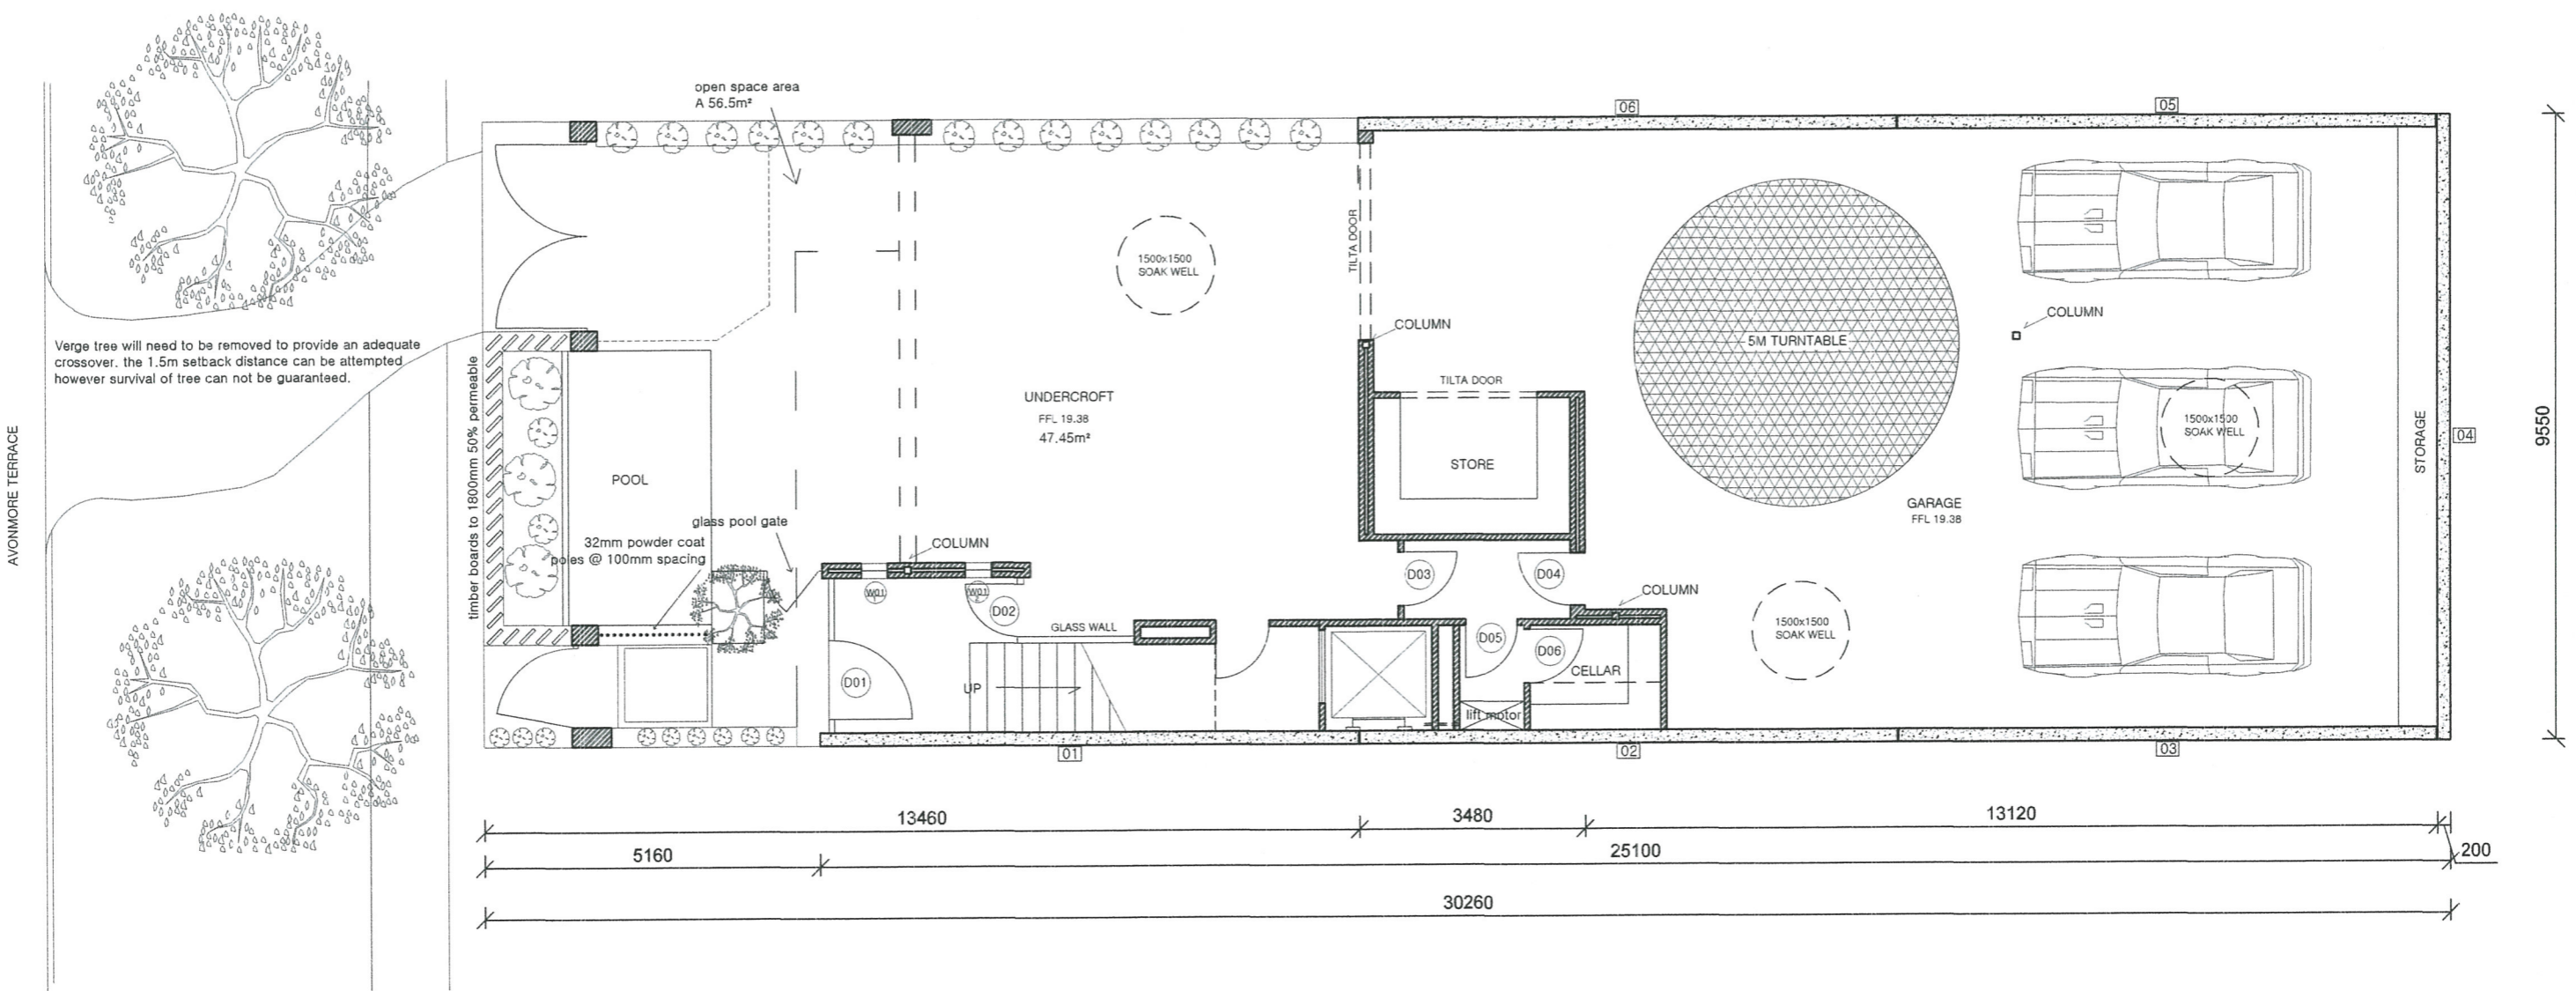 open space area
A 56.5m²
06
05
1500x1500
SOAK WELL
TILTA DOOR
COLUMN
COLUMN
5M TURNTABLE
Verge tree will need to be removed to provide an adequate
crossover. the 1.5m setback distance can be attempted
however survival of tree can not be guaranteed.
timber boards to 1800mm 50% permeable
AVONMORE TERRACE
POOL
UNDERCROFT
FFL 19.38
47.45m²
TILTA DOOR
STORE
1500x1500
SOAK WELL
STORAGE
04
9550
GARAGE
FFL 19.38
glass pool gate
32mm powder coat
poles @ 100mm spacing
COLUMN
W01
W01
D02
D03
D04
COLUMN
GLASS WALL
D05
D06
1500x1500
SOAK WELL
D01
UP
CELLAR
lift motor
01
02
03
13460
3480
13120
5160
25100
200
30260